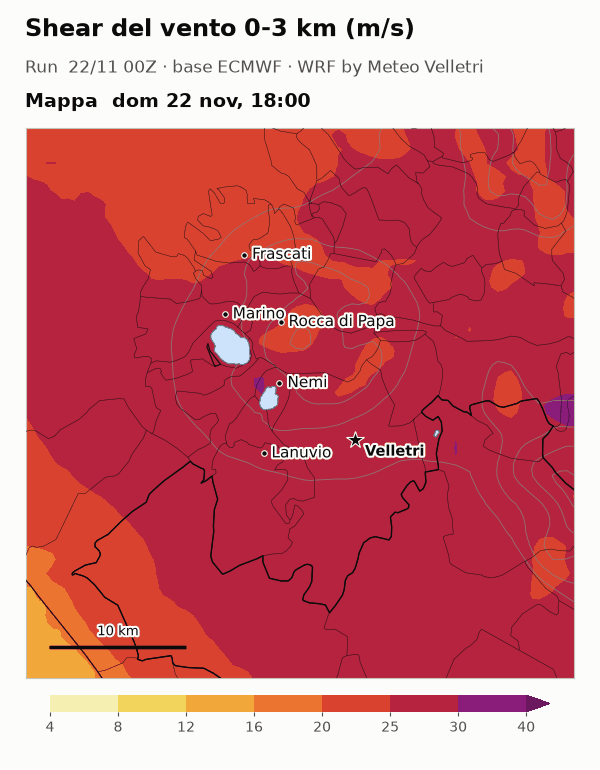 Shear del vento 0-3 km (m/s)
Run  22/11 00Z · base ECMWF · WRF by Meteo Velletri
Mappa  dom 22 nov, 18:00
Frascati
Marino
Rocca di Papa
Nemi
Velletri
Lanuvio
10 km
4 8 12 16 20 25 30 40